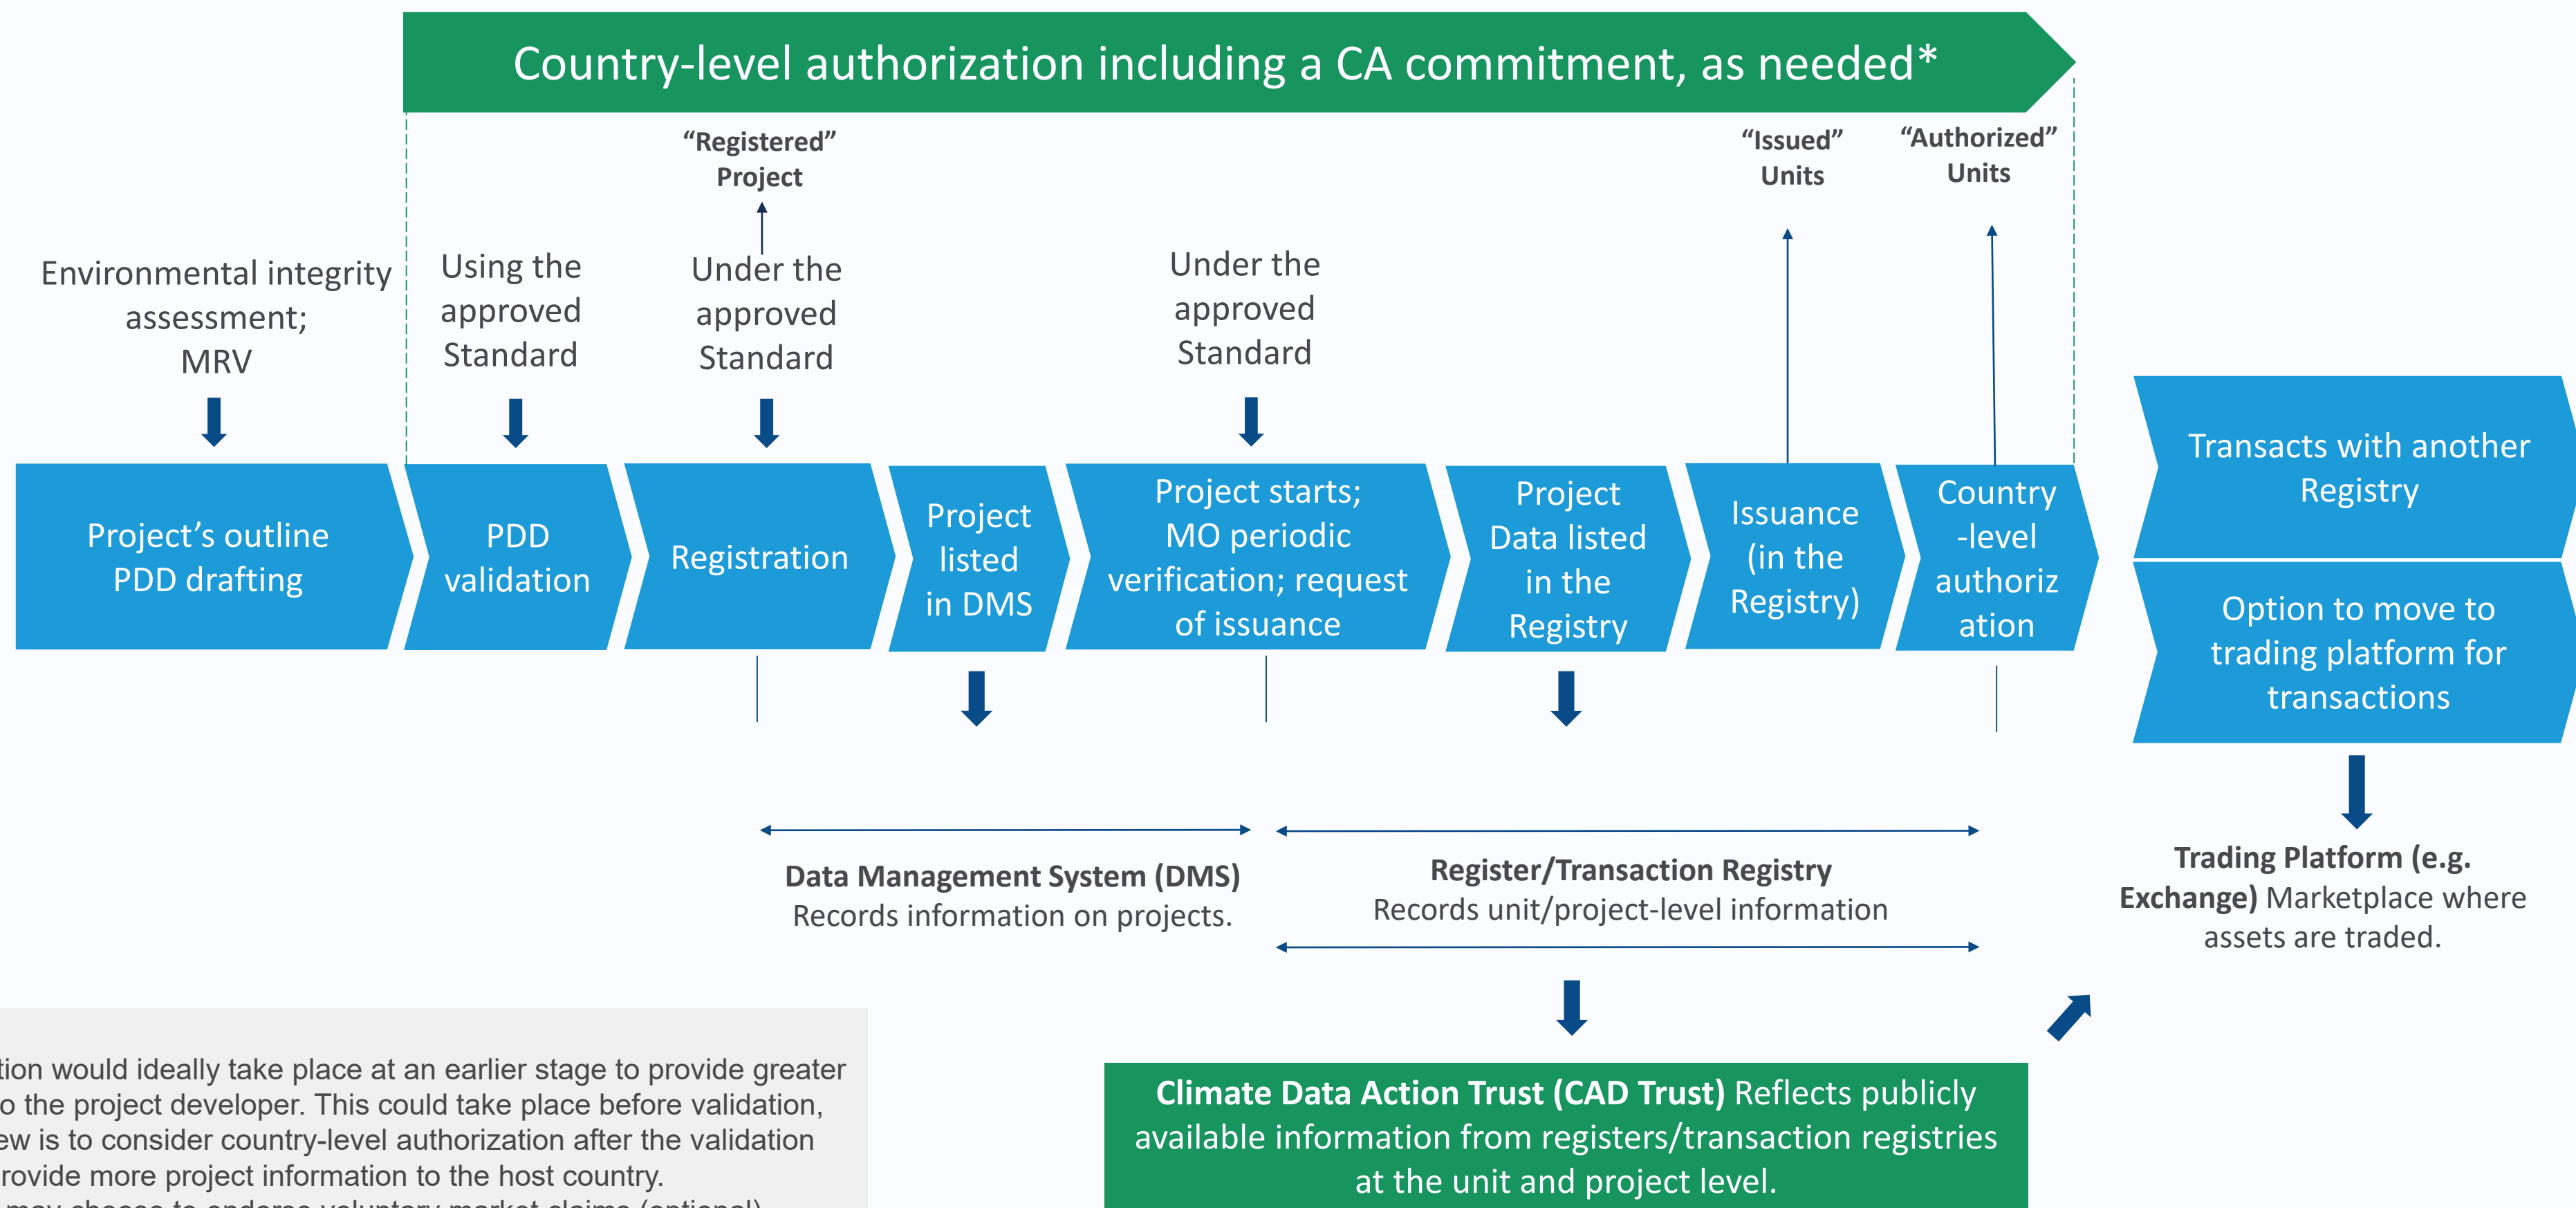 Country-level authorization including a CA commitment, as needed*
“Registered”
Project
“Issued”
Units
“Authorized”
Units
Environmental integrity
assessment;
MRV
Using the
approved
Standard
Under the
approved
Standard
Under the
approved
Standard
Project’s outline
PDD drafting
PDD
validation
Registration
Project
listed
in DMS
Project starts;
MO periodic
verification; request
of issuance
Project
Data listed
in the
Registry
Issuance
(in the
Registry)
Country
-level
authoriz
ation
Transacts with another
Registry
Option to move to
trading platform for
transactions
Data Management System (DMS)
Records information on projects.
Register/Transaction Registry
Records unit/project-level information
Trading Platform (e.g.
Exchange) Marketplace where
assets are traded.
Climate Data Action Trust (CAD Trust) Reflects publicly
available information from registers/transaction registries
at the unit and project level.
tion would ideally take place at an earlier stage to provide greater
o the project developer. This could take place before validation,
ew is to consider country-level authorization after the validation
rovide more project information to the host country.
may choose to endorse voluntary market claims (optional)